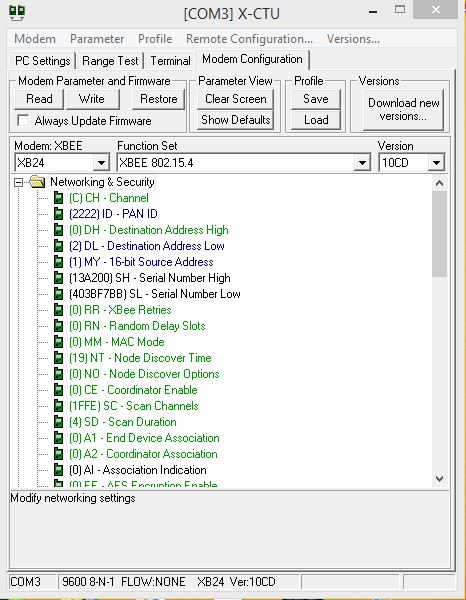 [COM3] X-CTU
Modem Parameter Profile Remote Configuration... Versions...
PC Settings Range Test Terminal Modem Configuration
Modem Parameter and Firmware Parameter View Profile Versions
Read Write Restore Clear Screen Save Download new versions...
Always Update Firmware Show Defaults Load
Modem: XBEE Function Set Version
XB24 XBEE 802.15.4 10CD
Networking & Security
(C) CH - Channel
(2222) ID - PAN ID
(0) DH - Destination Address High
(2) DL - Destination Address Low
(1) MY - 16-bit Source Address
(13A200) SH - Serial Number High
(403BF7BB) SL - Serial Number Low
(0) RR - XBee Retries
(0) RN - Random Delay Slots
(0) MM - MAC Mode
(19) NT - Node Discover Time
(0) NO - Node Discover Options
(0) CE - Coordinator Enable
(1FFE) SC - Scan Channels
(4) SD - Scan Duration
(0) A1 - End Device Association
(0) A2 - Coordinator Association
(0) AI - Association Indication
(0) EE - AES Encryption Enable
Modify networking settings
COM3 9600 8-N-1 FLOW:NONE XB24 Ver:10CD